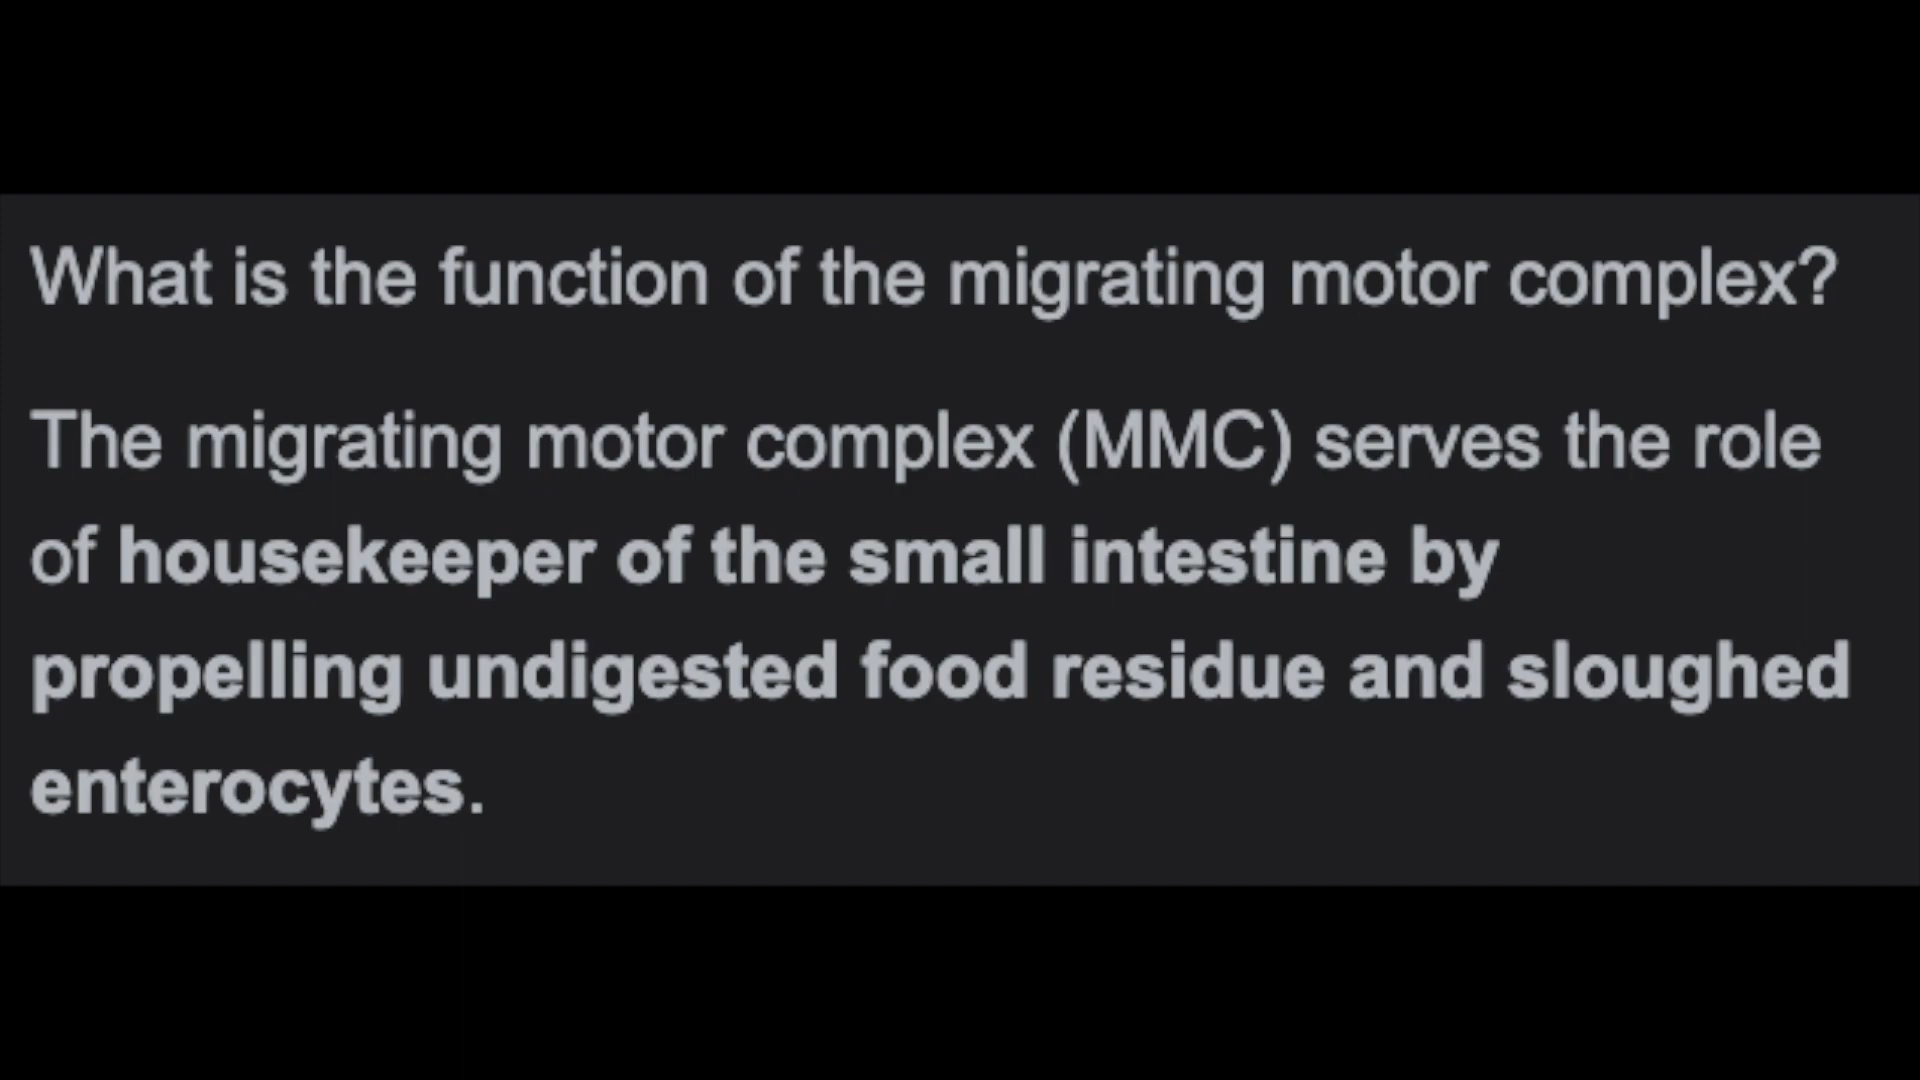 What is the function of the migrating motor complex?
The migrating motor complex (MMC) serves the role
of housekeeper of the small intestine by
propelling undigested food residue and sloughed
enterocytes.